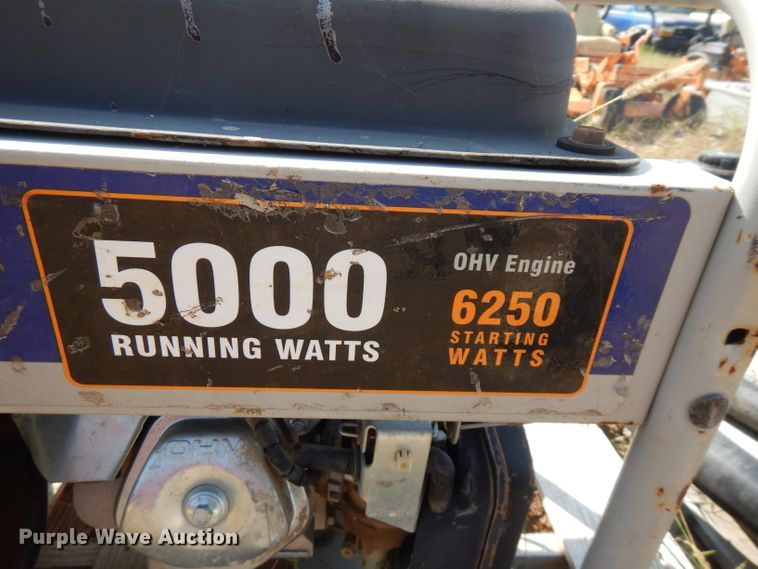 5000
RUNNING WATTS
OHV Engine
6250
STARTING
WATTS
OHV
Purple Wave Auction